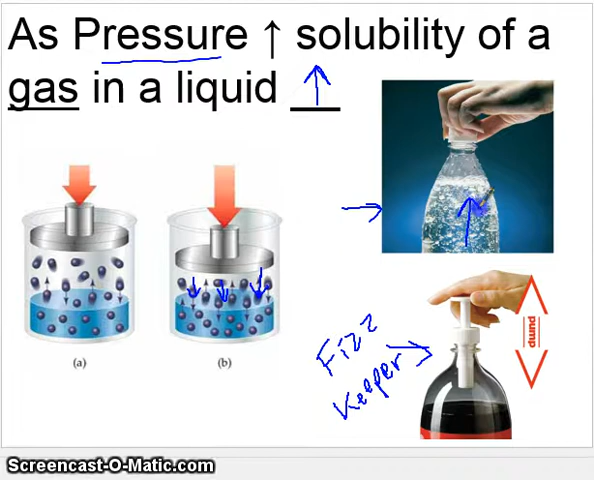 As Pressure ↑ solubility of a
gas in a liquid ↑
(a)
(b)
Fizz
Keeper
pump
Screencast-O-Matic.com